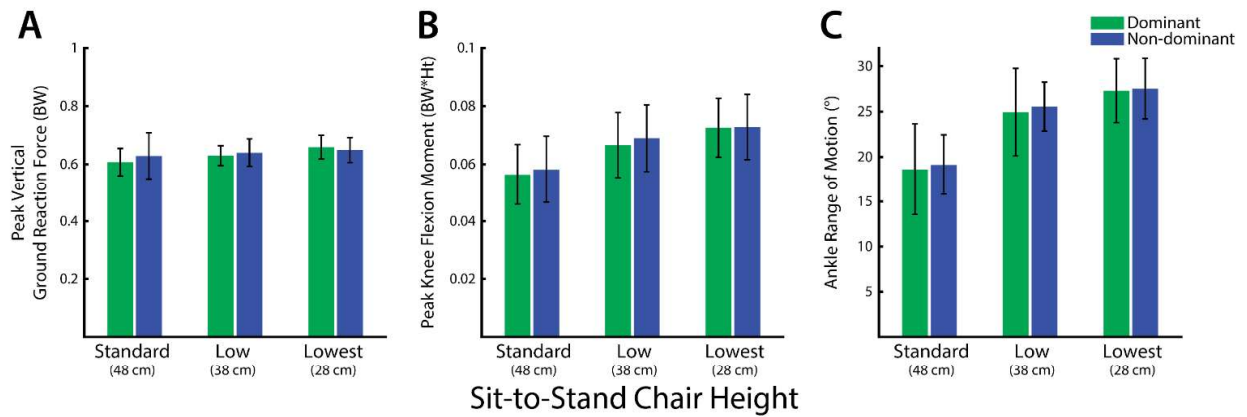 A
Peak Vertical
Ground Reaction Force (BW)
1
0.8
0.6
0.4
0.2
Standard
(48 cm)
Low
(38 cm)
Lowest
(28 cm)
B
Peak Knee Flexion Moment (BW*Ht)
0.1
0.08
0.06
0.04
0.02
Standard
(48 cm)
Low
(38 cm)
Lowest
(28 cm)
C
Dominant
Non-dominant
Ankle Range of Motion (°)
30
25
20
15
10
5
Standard
(48 cm)
Low
(38 cm)
Lowest
(28 cm)
Sit-to-Stand Chair Height